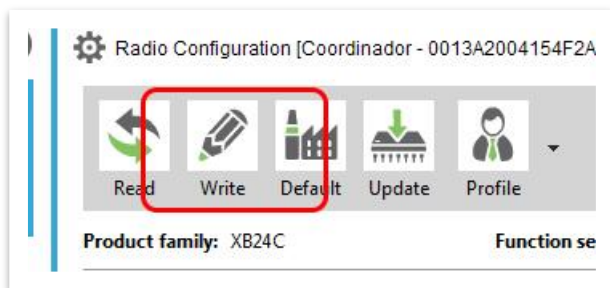 Radio Configuration [Coordinador - 0013A2004154F2A
Read Write Default Update Profile
Product family: XB24C Function se